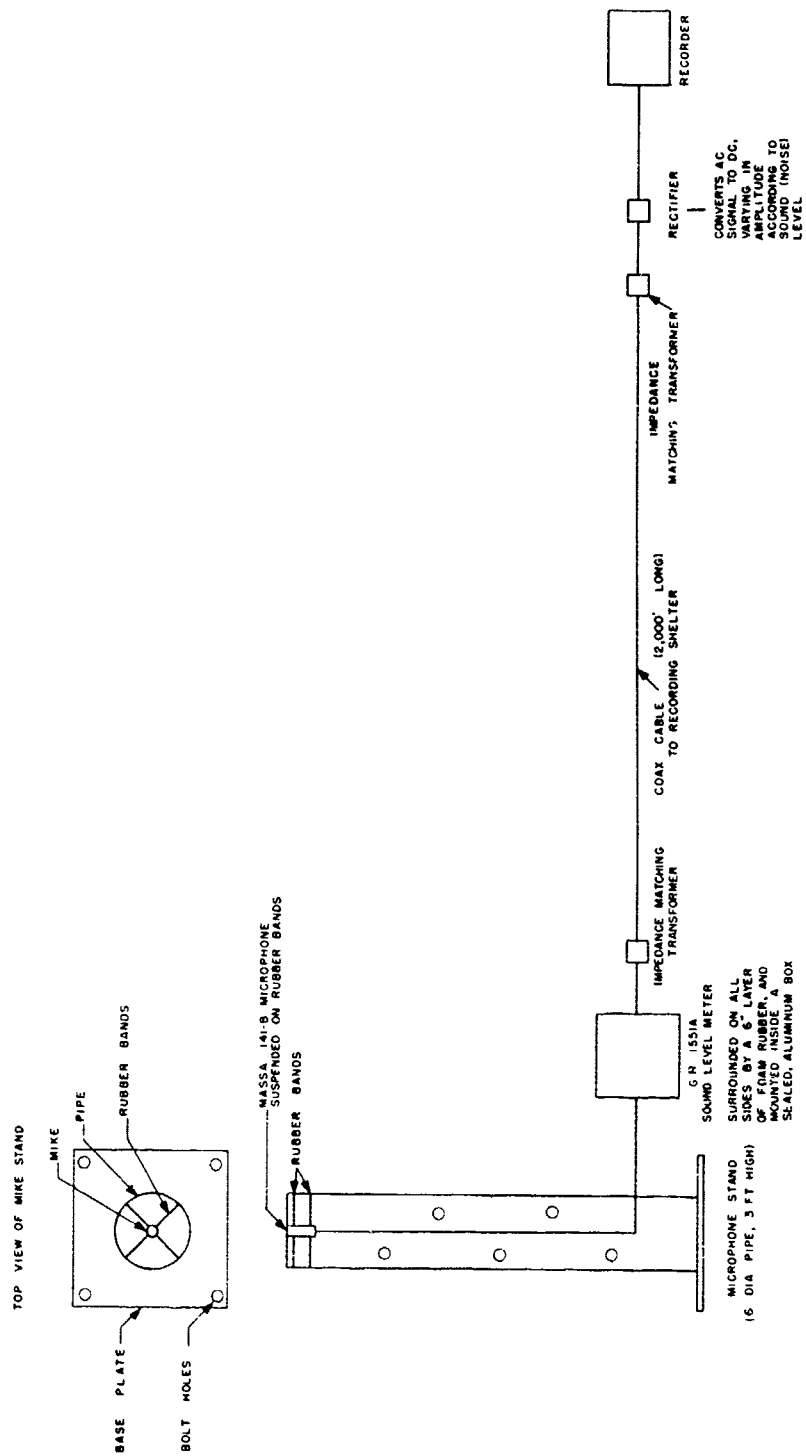 TOP VIEW OF MIKE STAND
MIKE
PIPE
RUBBER BANDS
BASE PLATE
BOLT HOLES
MASSA 141-B MICROPHONE
SUSPENDED ON RUBBER BANDS
RUBBER BANDS
MICROPHONE STAND
(6 DIA PIPE, 3 FT HIGH)
G R 1551A
SOUND LEVEL METER
SURROUNDED ON ALL
SIDES BY A 6" LAYER
OF FOAM RUBBER, AND
MOUNTED INSIDE A
SEALED, ALUMINUM BOX
IMPEDANCE MATCHING
TRANSFORMER
COAX CABLE (2,000' LONG)
TO RECORDING SHELTER
IMPEDANCE
MATCHING TRANSFORMER
RECTIFIER
CONVERTS AC
SIGNAL TO DC,
VARYING IN
AMPLITUDE
ACCORDING TO
SOUND (NOISE)
LEVEL
RECORDER